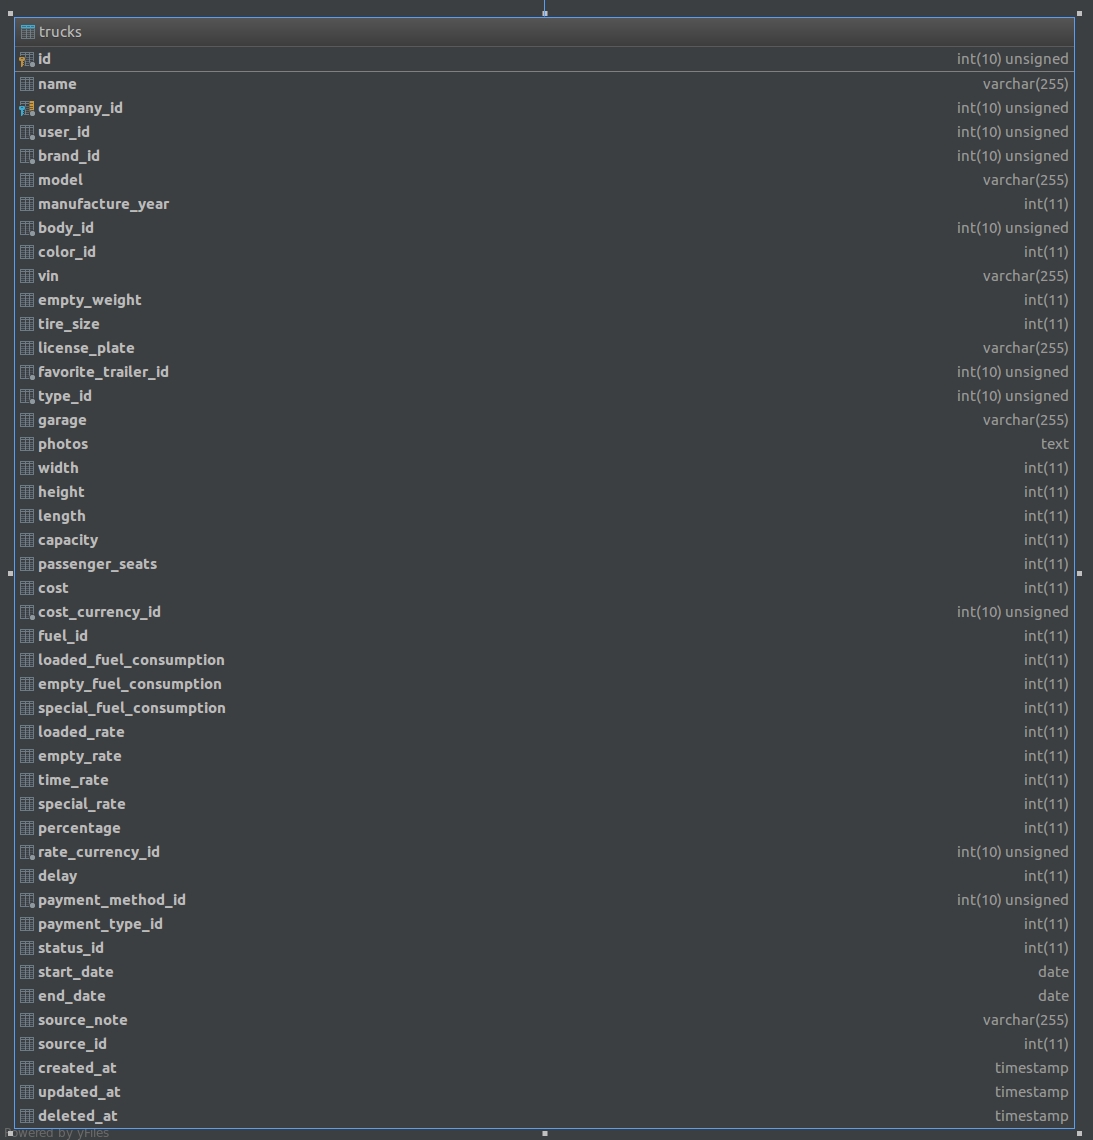 trucks
id int(10) unsigned
name varchar(255)
company_id int(10) unsigned
user_id int(10) unsigned
brand_id int(10) unsigned
model varchar(255)
manufacture_year int(11)
body_id int(10) unsigned
color_id int(11)
vin varchar(255)
empty_weight int(11)
tire_size int(11)
license_plate varchar(255)
favorite_trailer_id int(10) unsigned
type_id int(10) unsigned
garage varchar(255)
photos text
width int(11)
height int(11)
length int(11)
capacity int(11)
passenger_seats int(11)
cost int(11)
cost_currency_id int(10) unsigned
fuel_id int(11)
loaded_fuel_consumption int(11)
empty_fuel_consumption int(11)
special_fuel_consumption int(11)
loaded_rate int(11)
empty_rate int(11)
time_rate int(11)
special_rate int(11)
percentage int(11)
rate_currency_id int(10) unsigned
delay int(11)
payment_method_id int(10) unsigned
payment_type_id int(11)
status_id int(11)
start_date date
end_date date
source_note varchar(255)
source_id int(11)
created_at timestamp
updated_at timestamp
deleted_at timestamp
Powered by yFiles